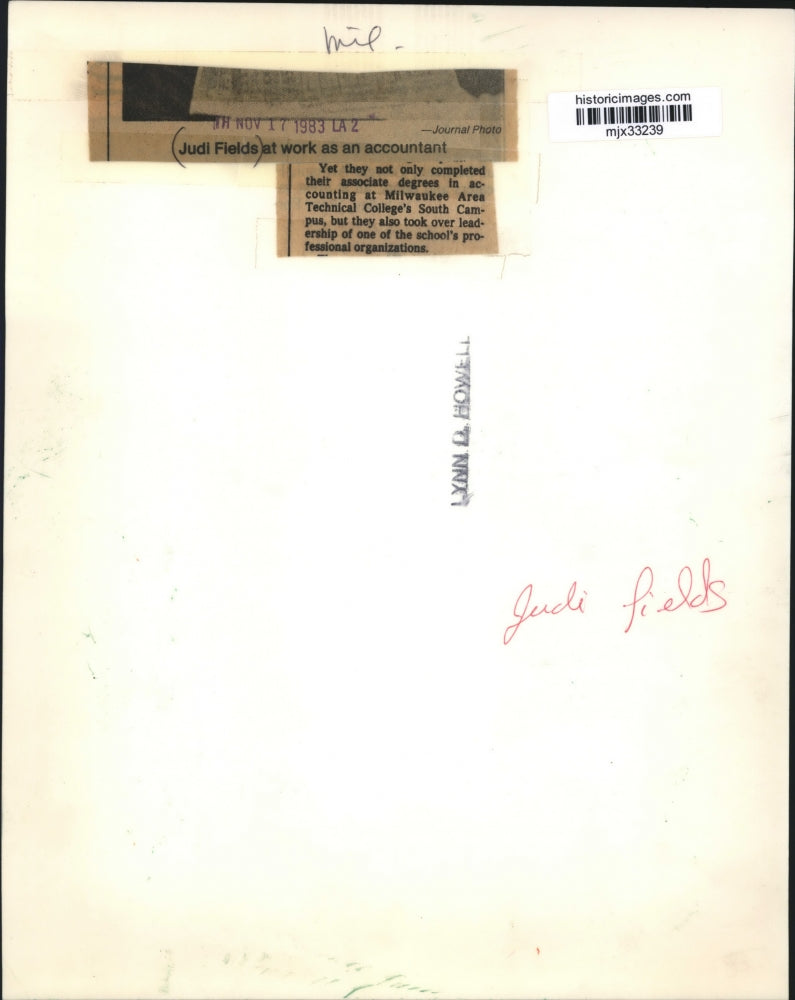 mil.
historicimages.com
mjx33239
NOV 17 1983 LA 2
—Journal Photo
(Judi Fields) at work as an accountant
Yet they not only completed
their associate degrees in ac-
counting at Milwaukee Area
Technical College's South Cam-
pus, but they also took over lead-
ership of one of the school's pro-
fessional organizations.
LYNN D. HOWELL
Judi Fields